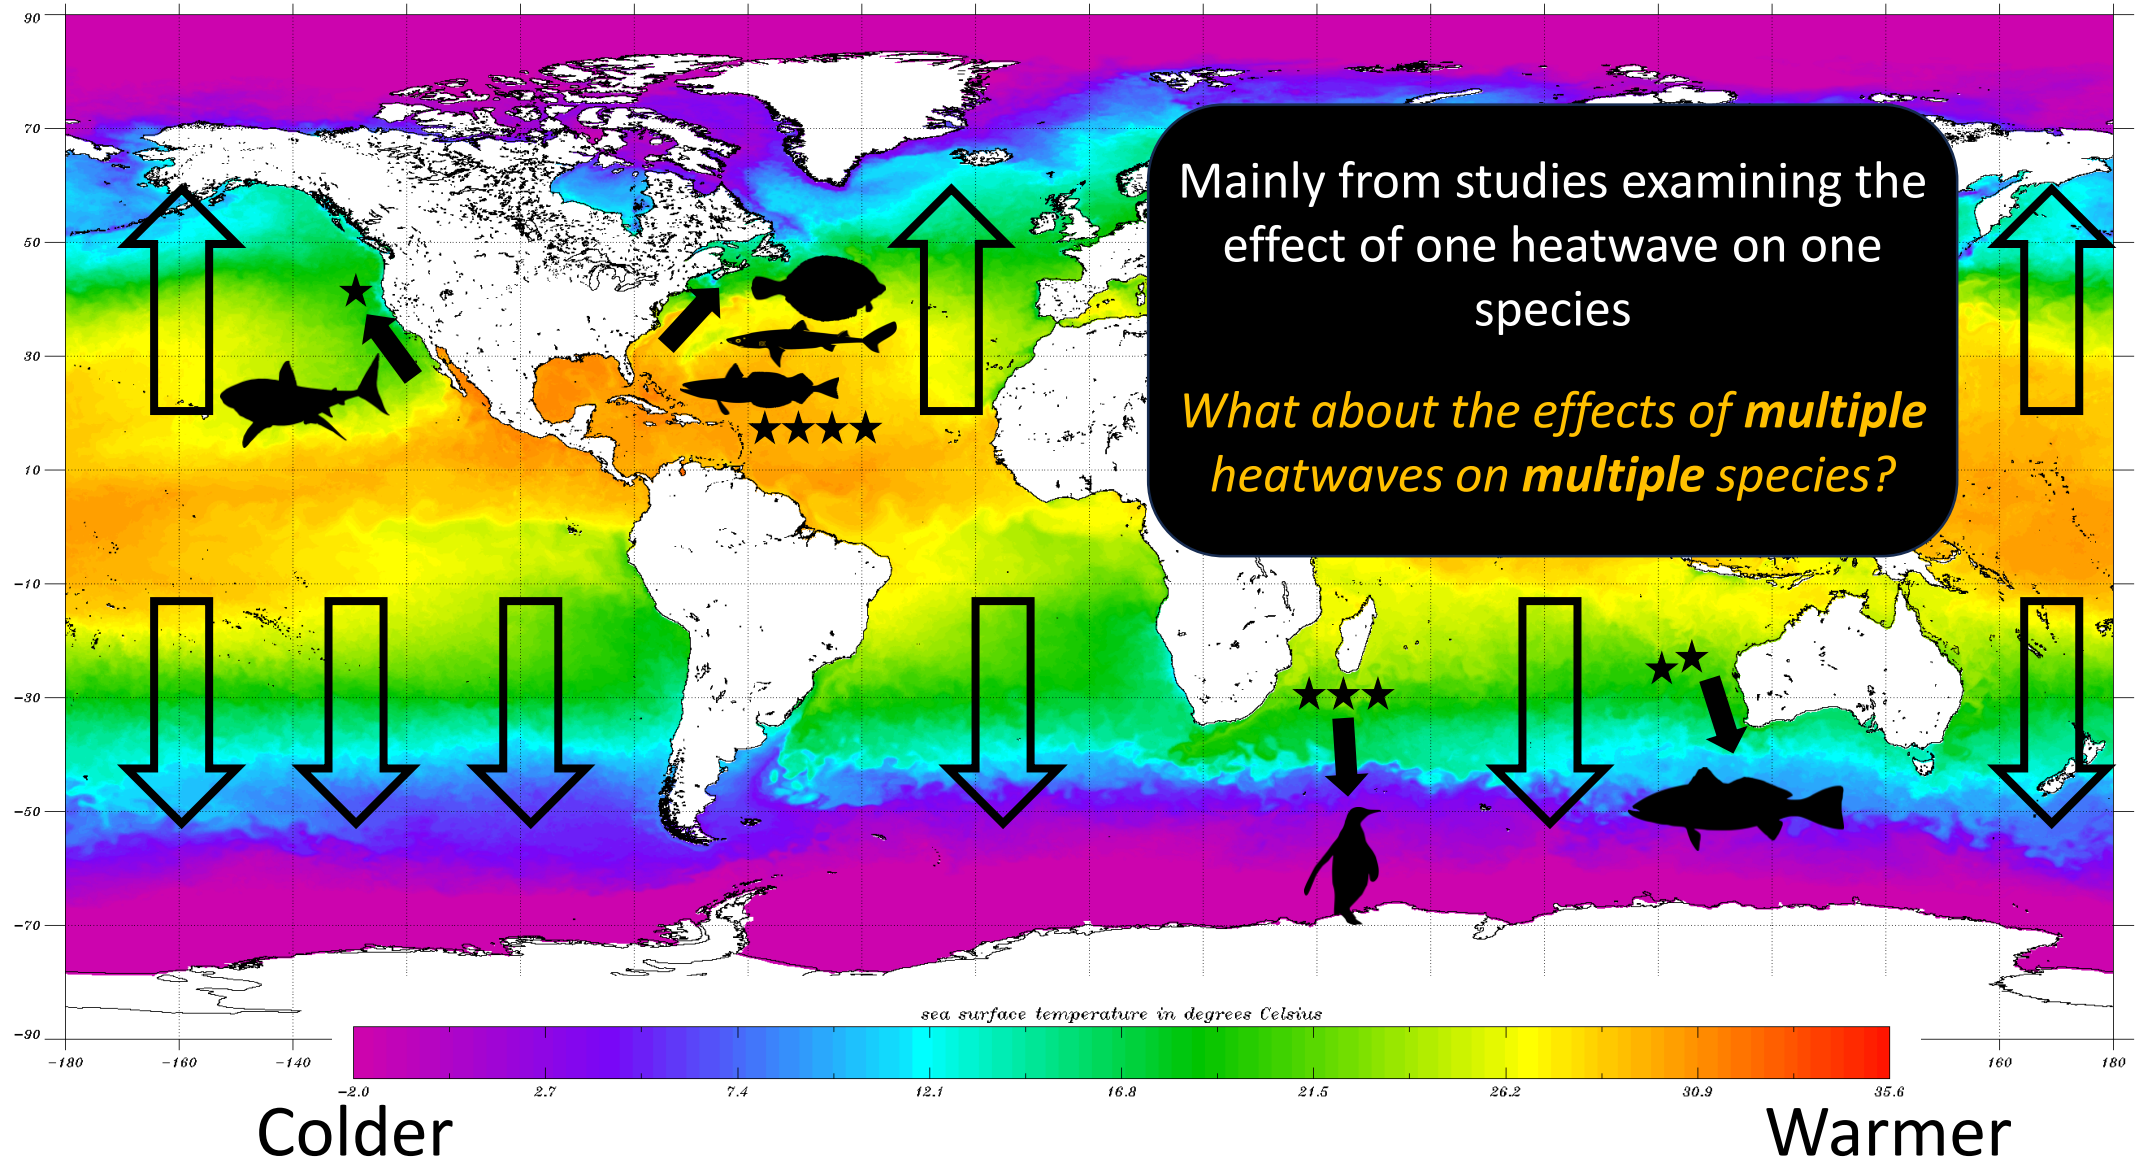 90
70
50
30
10
−10
−30
−50
−70
−90
Mainly from studies examining the
effect of one heatwave on one
species
What about the effects of multiple
heatwaves on multiple species?
sea surface temperature in degrees Celsius
−180 −160 −140 160 180
−2.0 2.7 7.4 12.1 16.8 21.5 26.2 30.9 35.6
Colder Warmer